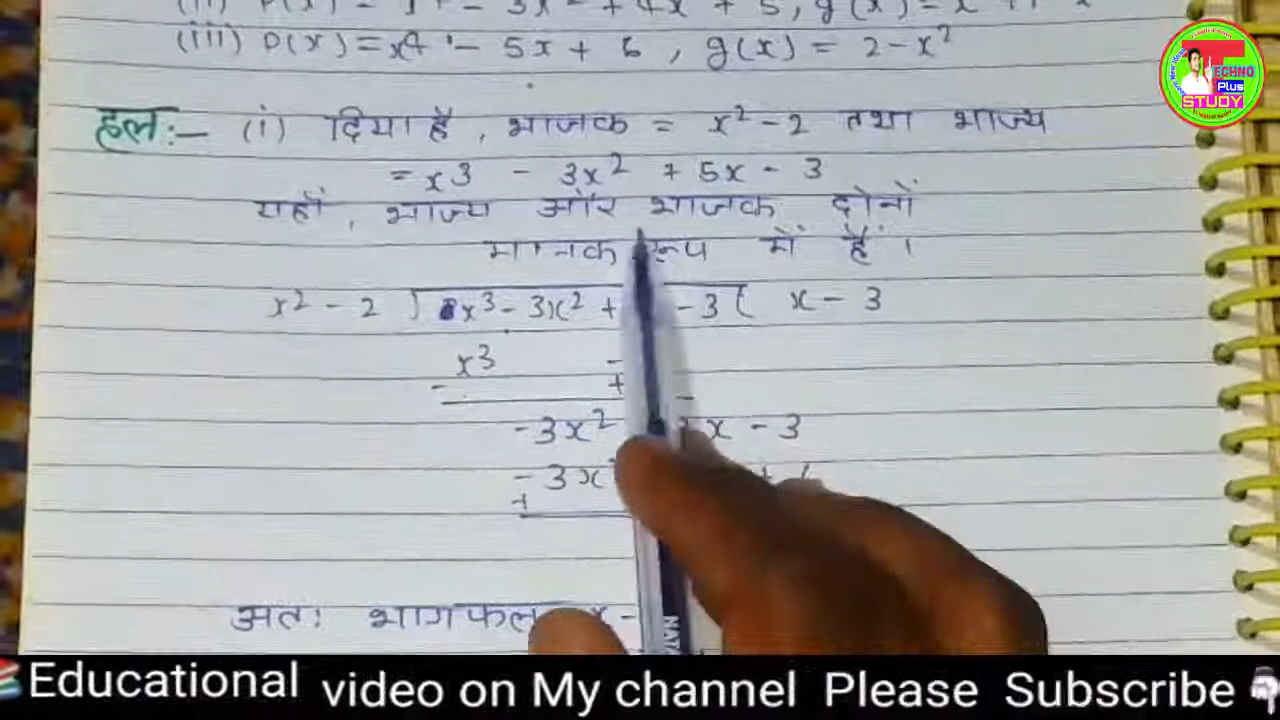 (iii) P(x) = x4 - 5x + 6 , g(x) = 2 - x²
TECHNO
Plus
STUDY
हल:- (i) दिया है , भाजक = x² - 2 तथा भाज्य
= x3 - 3x² + 5x - 3
यहाँ , भाज्य और भाजक दोनों
मानक रूप में हैं ।
x² - 2 ) x³ - 3x² + - 3 ( x - 3
x3 -
- +
- 3x² x - 3
- 3x
+
अतः भागफल x -
Educational video on My channel Please Subscribe